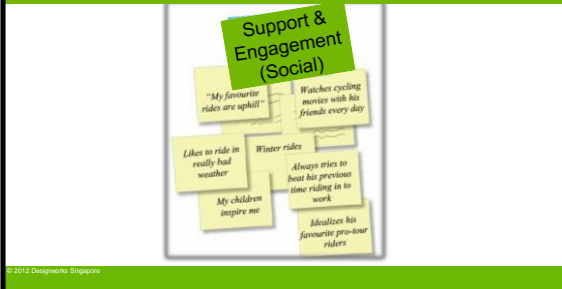 Support &
Engagement
(Social)
"My favourite
rides are uphill"
Watches cycling
movies with his
friends every day
Likes to ride in
really bad
weather
Winter rides
Always tries to
beat his previous
time riding in to
work
My children
inspire me
Idealizes his
favourite pro-tour
riders
© 2012 Designworks Singapore